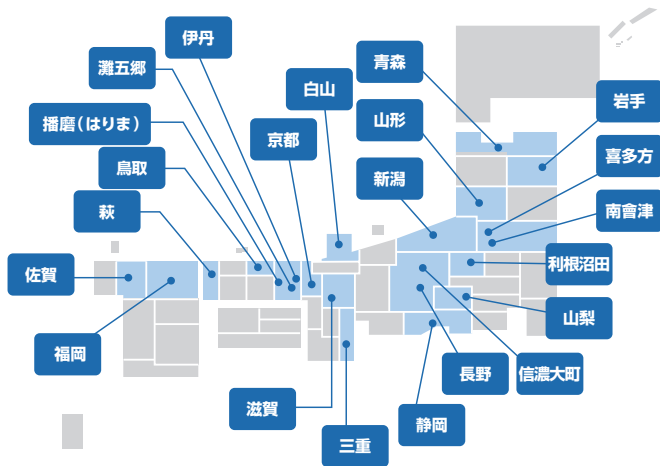 伊丹
灘五郷
播磨(はりま)
鳥取
萩
佐賀
福岡
白山
京都
青森
山形
新潟
岩手
喜多方
南會津
利根沼田
山梨
信濃大町
長野
静岡
三重
滋賀